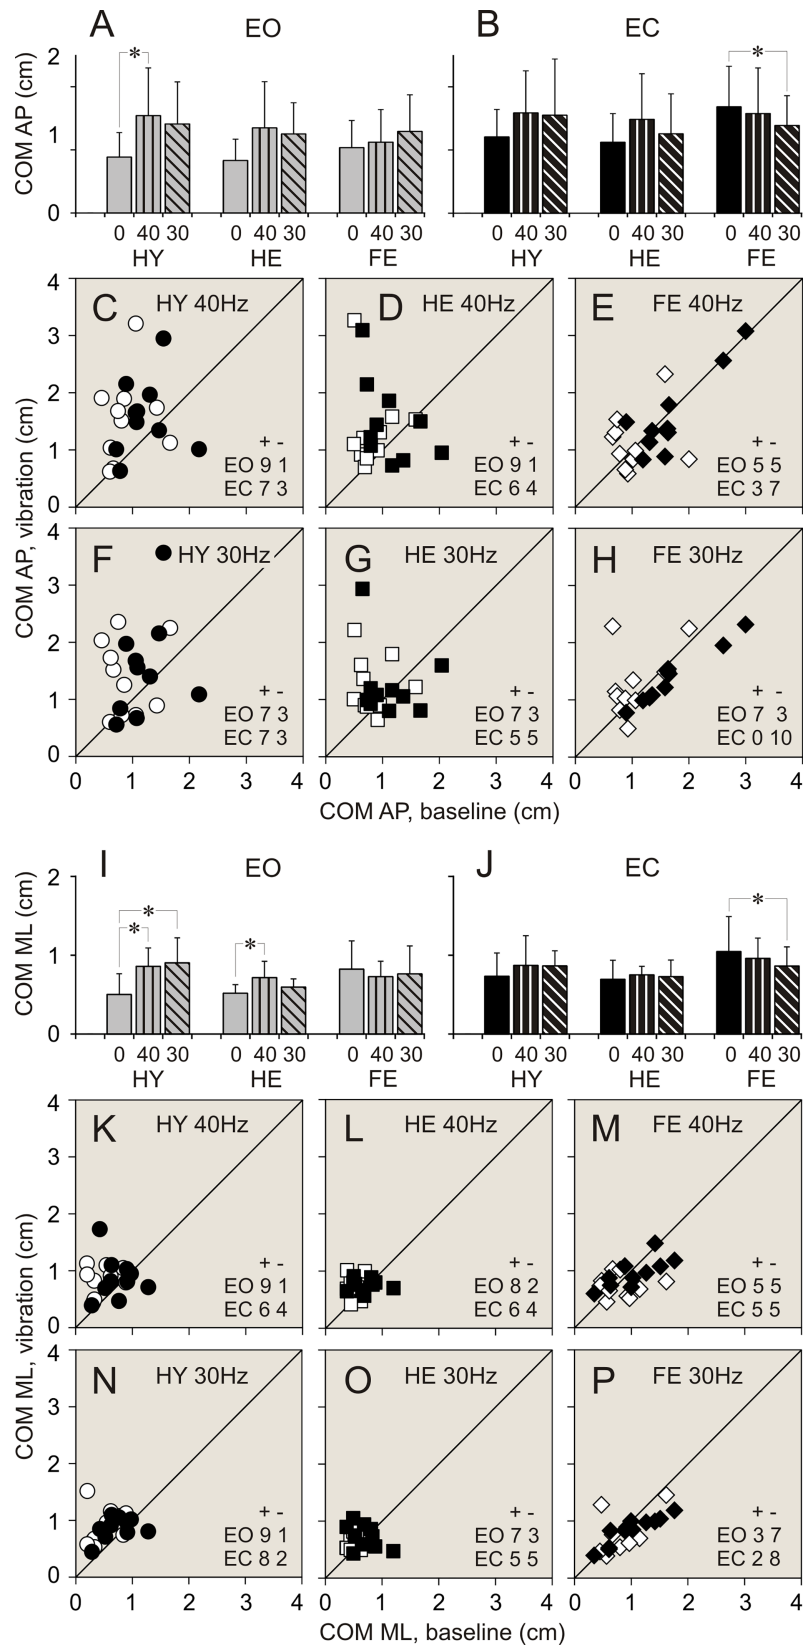 A EO B EC
COM AP (cm)
2
*
*
1
0
0 40 30 0 40 30 0 40 30 0 40 30 0 40 30 0 40 30
HY HE FE HY HE FE
4
C HY 40Hz D HE 40Hz E FE 40Hz
3
2
1
0
+ - + - + -
EO 9 1 EO 9 1 EO 5 5
EC 7 3 EC 6 4 EC 3 7
COM AP, vibration (cm)
4
F HY 30Hz G HE 30Hz H FE 30Hz
3
2
1
0
+ - + - + -
EO 7 3 EO 7 3 EO 7 3
EC 7 3 EC 5 5 EC 0 10
0 1 2 3 4 0 1 2 3 4 0 1 2 3 4
COM AP, baseline (cm)
I EO J EC
COM ML (cm)
2
*
* * *
1
0
0 40 30 0 40 30 0 40 30 0 40 30 0 40 30 0 40 30
HY HE FE HY HE FE
4
K HY 40Hz L HE 40Hz M FE 40Hz
3
2
1
0
+ - + - + -
EO 9 1 EO 8 2 EO 5 5
EC 6 4 EC 6 4 EC 5 5
COM ML, vibration (cm)
4
N HY 30Hz O HE 30Hz P FE 30Hz
3
2
1
0
+ - + - + -
EO 9 1 EO 7 3 EO 3 7
EC 8 2 EC 5 5 EC 2 8
0 1 2 3 4 0 1 2 3 4 0 1 2 3 4
COM ML, baseline (cm)